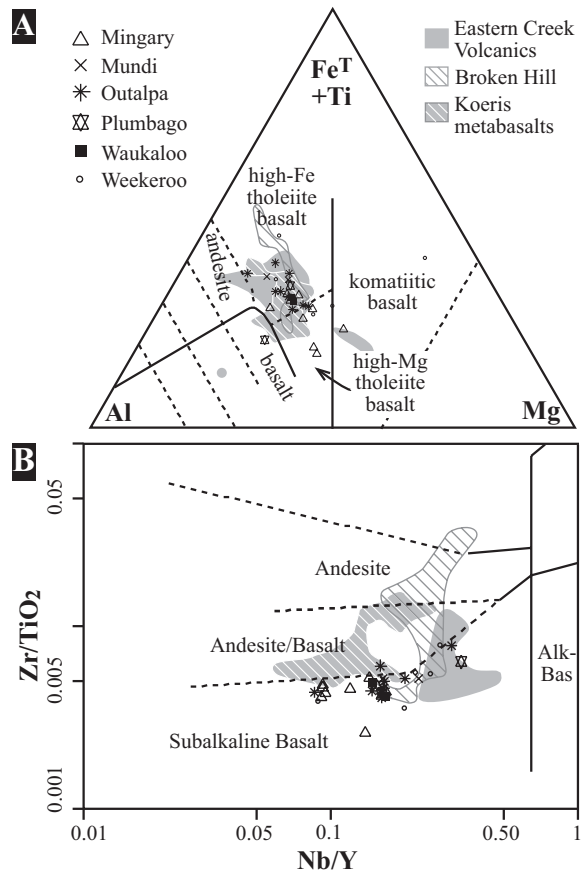 A
Mingary
Mundi
Outalpa
Plumbago
Waukaloo
Weekeroo
Fe^T
+Ti
Eastern Creek
Volcanics
Broken Hill
Koeris
metabasalts
high-Fe
tholeiite
basalt
andesite
komatiitic
basalt
basalt
high-Mg
tholeiite
basalt
Al
Mg
B
Zr/TiO₂
0.05
0.005
0.001
Andesite
Andesite/Basalt
Subalkaline Basalt
Alk-
Bas
0.01
0.05
0.1
0.50
1
Nb/Y